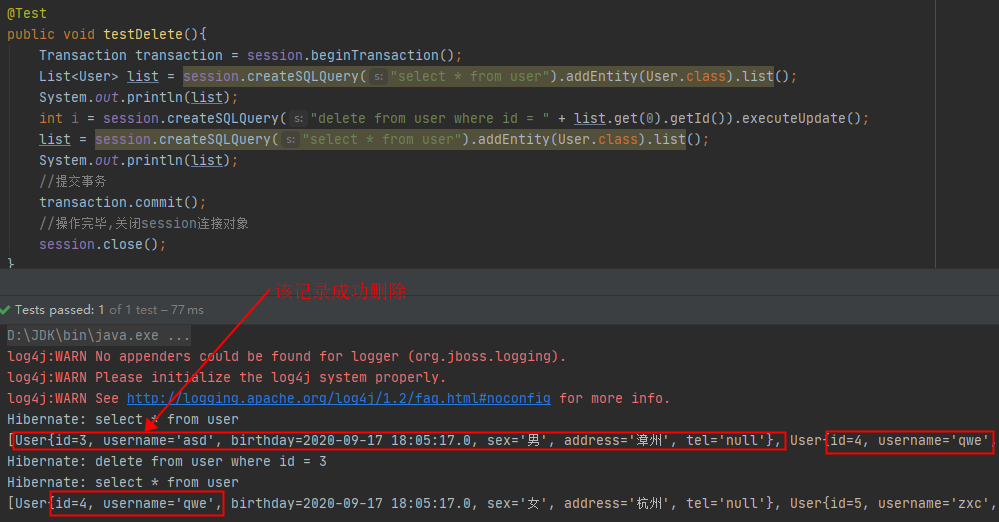 @Test
public void testDelete(){
Transaction transaction = session.beginTransaction();
List<User> list = session.createSQLQuery( s: "select * from user").addEntity(User.class).list();
System.out.println(list);
int i = session.createSQLQuery( s: "delete from user where id = " + list.get(0).getId()).executeUpdate();
list = session.createSQLQuery( s: "select * from user").addEntity(User.class).list();
System.out.println(list);
//提交事务
transaction.commit();
//操作完毕,关闭session连接对象
session.close();
}
该记录成功删除
Tests passed: 1 of 1 test – 77 ms
D:\JDK\bin\java.exe ...
log4j:WARN No appenders could be found for logger (org.jboss.logging).
log4j:WARN Please initialize the log4j system properly.
log4j:WARN See http://logging.apache.org/log4j/1.2/faq.html#noconfig for more info.
Hibernate: select * from user
[User{id=3, username='asd', birthday=2020-09-17 18:05:17.0, sex='男', address='漳州', tel='null'}, User{id=4, username='qwe',
Hibernate: delete from user where id = 3
Hibernate: select * from user
[User{id=4, username='qwe', birthday=2020-09-17 18:05:17.0, sex='女', address='杭州', tel='null'}, User{id=5, username='zxc',